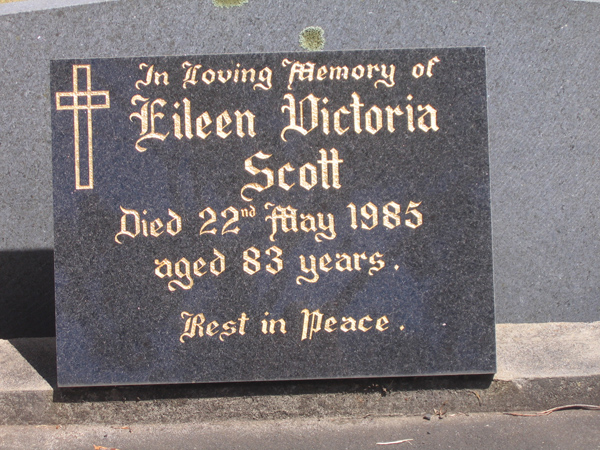 In Loving Memory of
Eileen Victoria
Scott
Died 22nd May 1985
aged 83 years.
Rest in Peace.